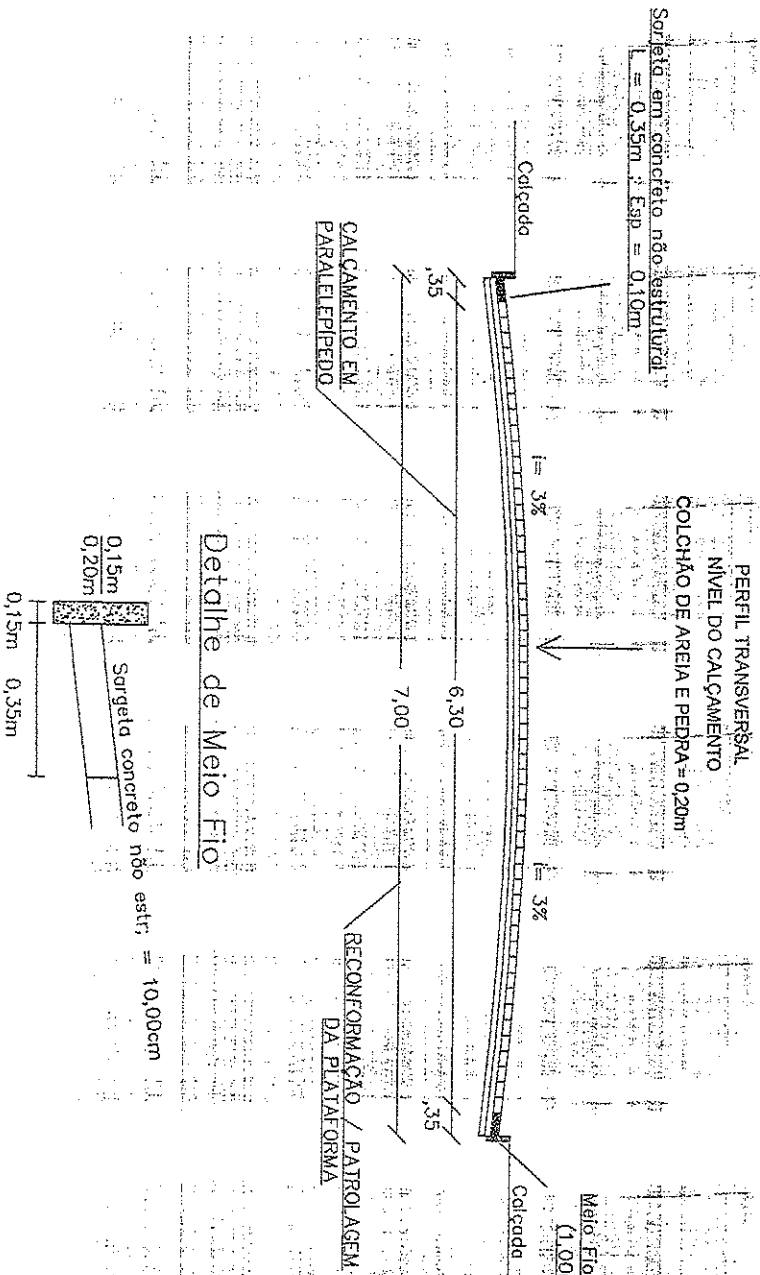 PERFIL TRANSVERSAL
NÍVEL DO CALÇAMENTO
COLCHÃO DE AREIA E PEDRA = 0,20m
Sarjeta em concreto não estrutural
L = 0,35m ; Esp = 0,10m
Meio Fio
(1,00
Calçada
i= 3%
i= 3%
Calçada
,35
6,30
,35
7,00
CALÇAMENTO EM
PARALELEPÍPEDO
RECONFORMAÇÃO / PATROLAGEM
DA PLATAFORMA
Detalhe de Meio Fio
0,15m
0,20m
Sargeta concreto não estr; = 10,00cm
0,15m
0,35m